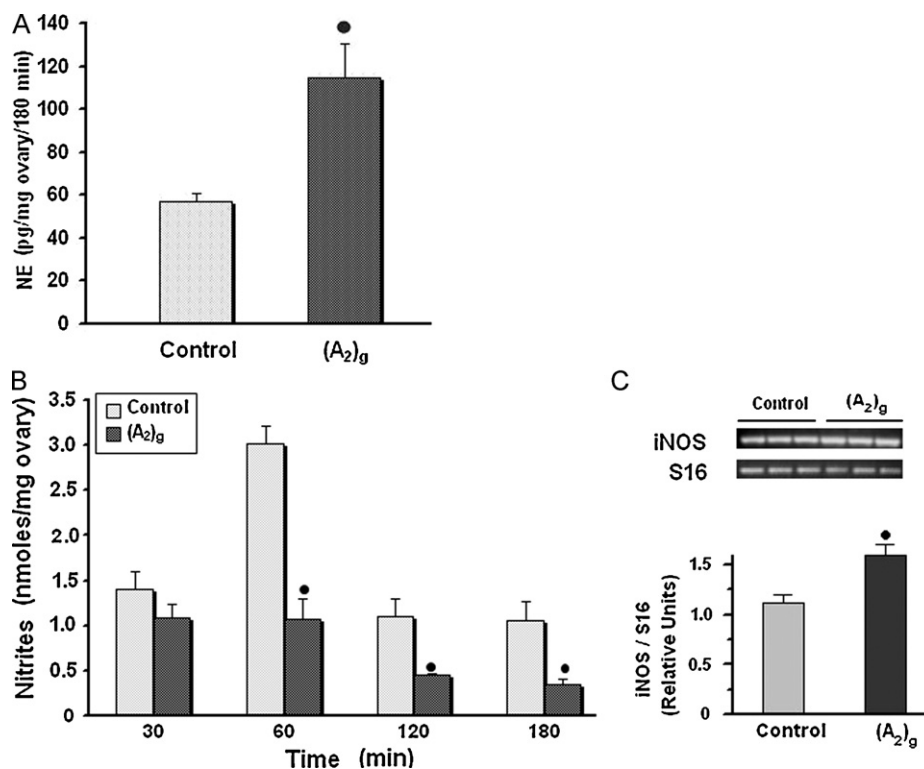 A
NE (pg/mg ovary/180 min)
140
120
100
80
60
40
20
0
Control
(A₂)g
B
Control
(A₂)g
Nitrites (nmoles/mg ovary)
3.5
3.0
2.5
2.0
1.5
1.0
0.5
0
30
60
120
180
Time (min)
C
Control
(A₂)g
iNOS
S16
iNOS / S16
(Relative Units)
1.5
1.0
0.5
0
Control
(A₂)g